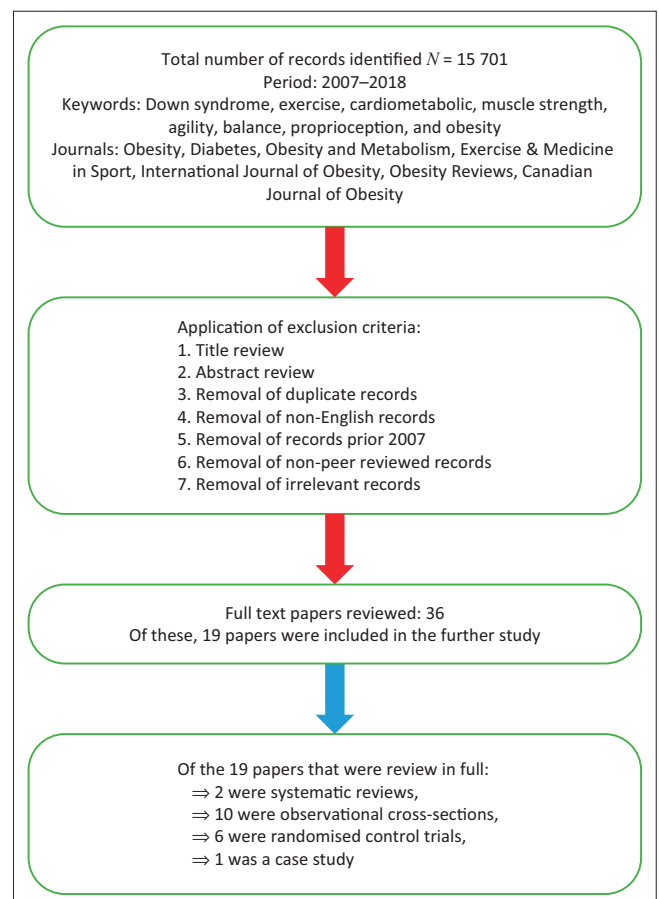 Total number of records identified N = 15 701
Period: 2007–2018
Keywords: Down syndrome, exercise, cardiometabolic, muscle strength,
agility, balance, proprioception, and obesity
Journals: Obesity, Diabetes, Obesity and Metabolism, Exercise & Medicine
in Sport, International Journal of Obesity, Obesity Reviews, Canadian
Journal of Obesity
Application of exclusion criteria:
1. Title review
2. Abstract review
3. Removal of duplicate records
4. Removal of non-English records
5. Removal of records prior 2007
6. Removal of non-peer reviewed records
7. Removal of irrelevant records
Full text papers reviewed: 36
Of these, 19 papers were included in the further study
Of the 19 papers that were review in full:
⇒ 2 were systematic reviews,
⇒ 10 were observational cross-sections,
⇒ 6 were randomised control trials,
⇒ 1 was a case study